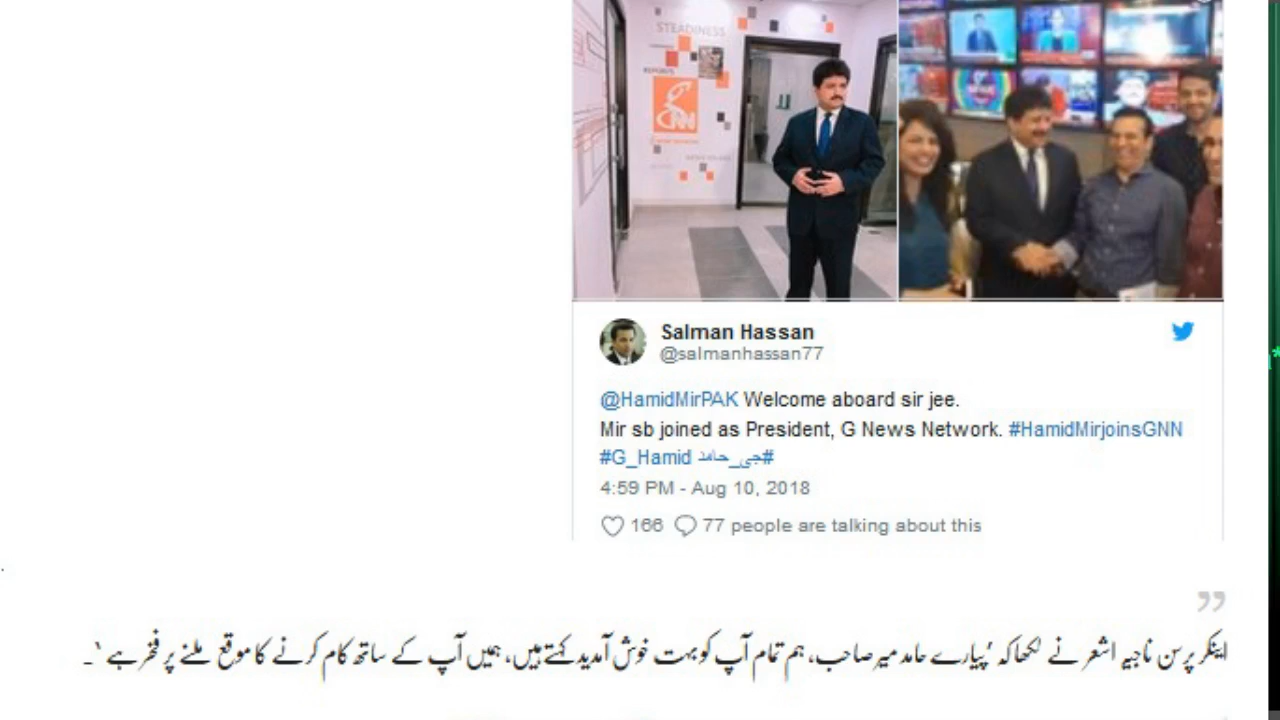 STEADINESS
GNN
Salman Hassan
@salmanhassan77
@HamidMirPAK Welcome aboard sir jee.
Mir sb joined as President, G News Network. #HamidMirjoinsGNN
#G_Hamid #جی_حامد
4:59 PM - Aug 10, 2018
166 77 people are talking about this
”
اینکر پرسن ناجیہ اشعر نے لکھا کہ ’پیارے حامد میر صاحب، ہم تمام آپ کو بہت خوش آمدید کہتے ہیں، ہمیں آپ کے ساتھ کام کرنے کا موقع ملنے پر فخر ہے‘۔